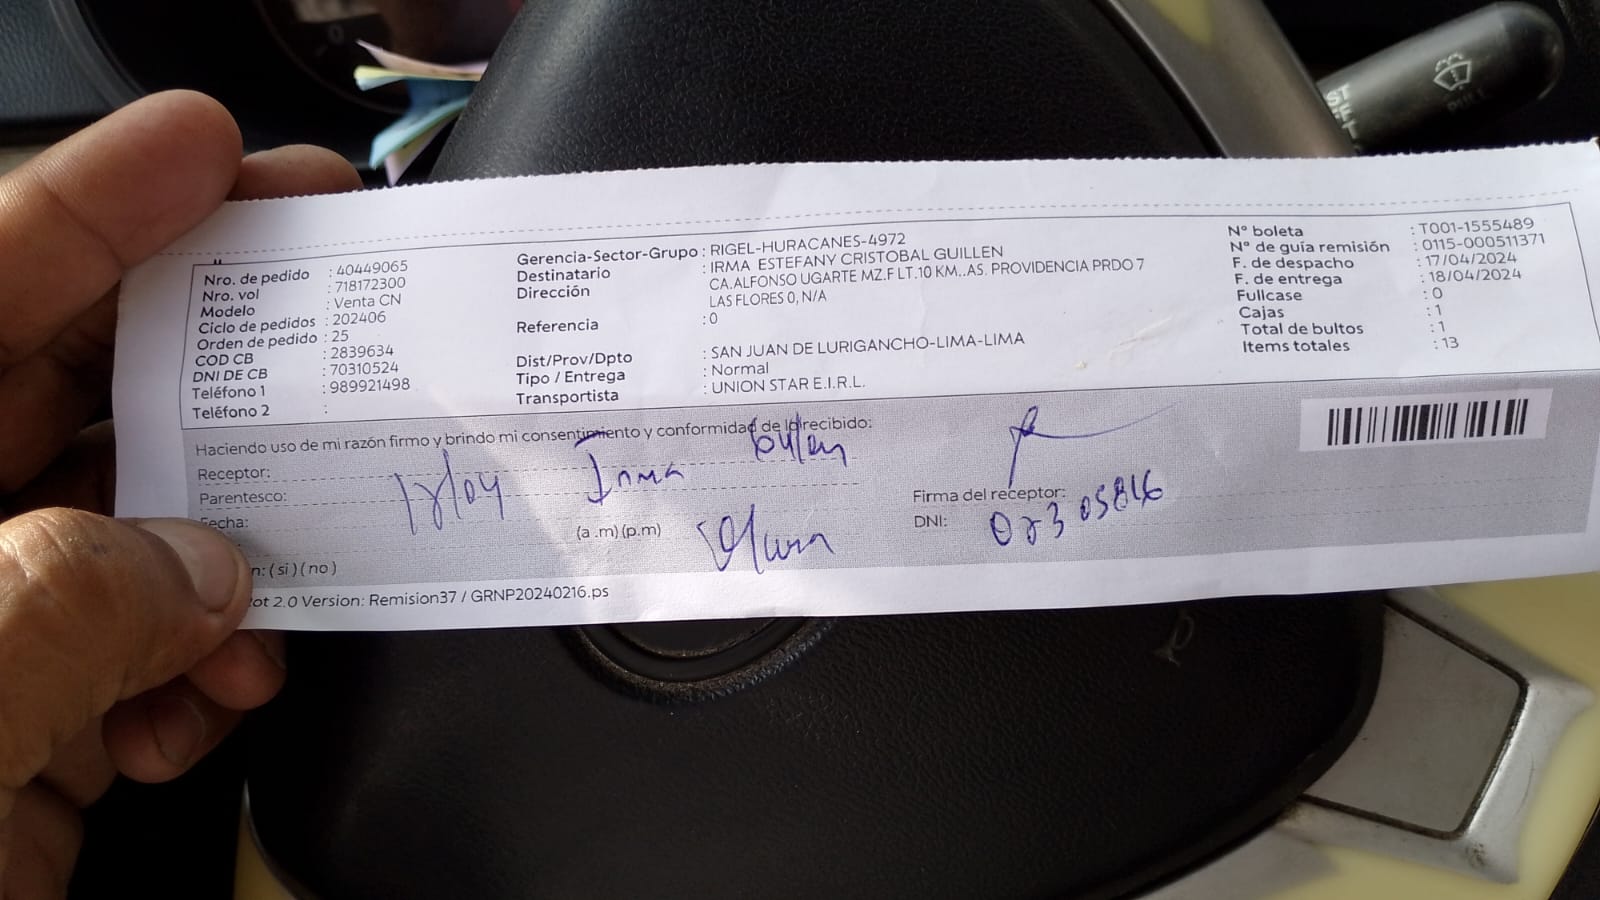 Nro. de pedido : 40449065
Nro. vol : 718172300
Modelo : Venta CN
Ciclo de pedidos : 202406
Orden de pedido : 25
COD CB : 2839634
DNI DE CB : 70310524
Teléfono 1 : 989921498
Teléfono 2 :
Gerencia-Sector-Grupo : RIGEL-HURACANES-4972
Destinatario : IRMA ESTEFANY CRISTOBAL GUILLEN
Dirección : CA.ALFONSO UGARTE MZ.F LT.10 KM..AS. PROVIDENCIA PRDO 7
LAS FLORES 0, N/A
Referencia : 0
Dist/Prov/Dpto : SAN JUAN DE LURIGANCHO-LIMA-LIMA
Tipo / Entrega : Normal
Transportista : UNION STAR E.I.R.L.
Nº boleta : T001-1555489
Nº de guía remisión : 0115-000511371
F. de despacho : 17/04/2024
F. de entrega : 18/04/2024
Fullcase : 0
Cajas : 1
Total de bultos : 1
Items totales : 13
Haciendo uso de mi razón firmo y brindo mi consentimiento y conformidad de lo recibido:
Receptor:
Irma
Parentesco:
Fecha:
(a .m) (p.m)
Firma del receptor:
DNI:
n: ( si ) ( no )
ot 2.0 Version: Remision37 / GRNP20240216.ps
PULL